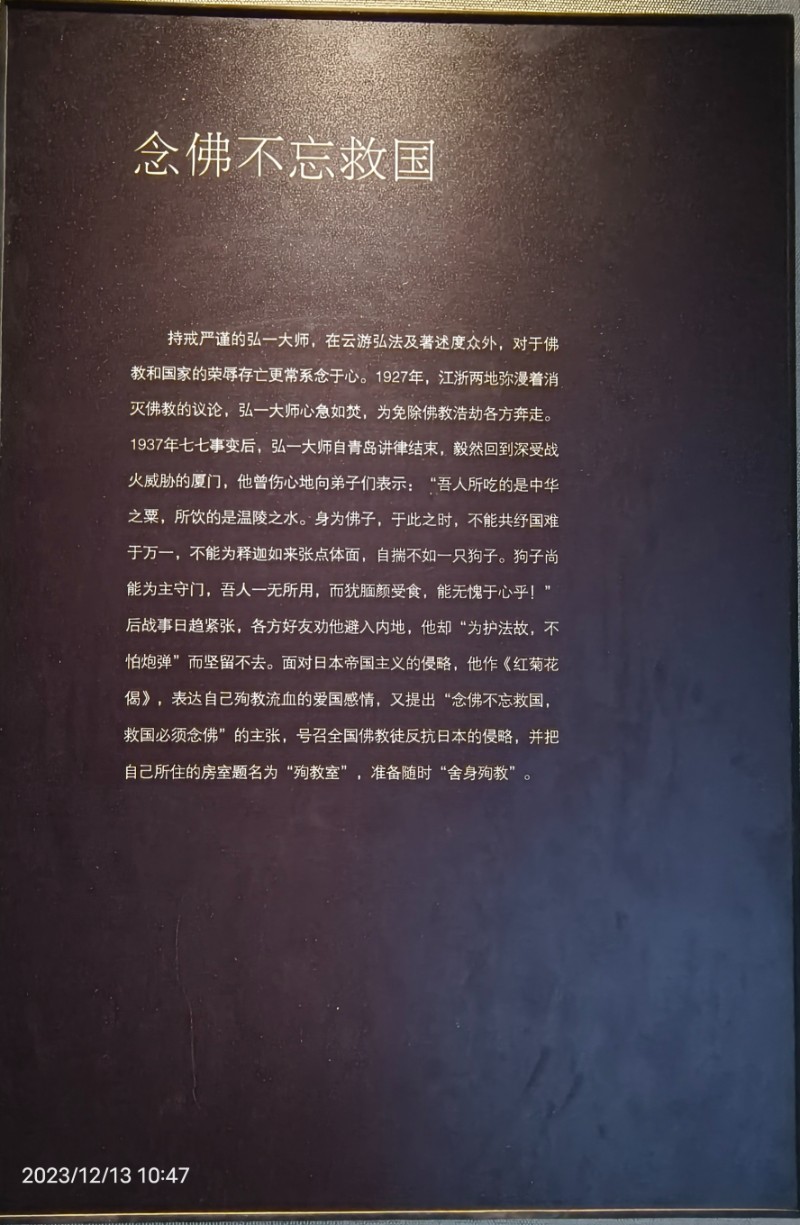 念佛不忘救国
持戒严谨的弘一大师，在云游弘法及著述度众外，对于佛
教和国家的荣辱存亡更常系念于心。1927年，江浙两地弥漫着消
灭佛教的议论，弘一大师心急如焚，为免除佛教浩劫各方奔走。
1937年七七事变后，弘一大师自青岛讲律结束，毅然回到深受战
火威胁的厦门，他曾伤心地向弟子们表示：“吾人所吃的是中华
之粟，所饮的是温陵之水。身为佛子，于此之时，不能共纾国难
于万一，不能为释迦如来张点体面，自揣不如一只狗子。狗子尚
能为主守门，吾人一无所用，而犹腼颜受食，能无愧于心乎！”
后战事日趋紧张，各方好友劝他避入内地，他却“为护法故，不
怕炮弹”而坚留不去。面对日本帝国主义的侵略，他作《红菊花
偈》，表达自己殉教流血的爱国感情，又提出“念佛不忘救国，
救国必须念佛”的主张，号召全国佛教徒反抗日本的侵略，并把
自己所住的房室题名为“殉教室”，准备随时“舍身殉教”。
2023/12/13 10:47